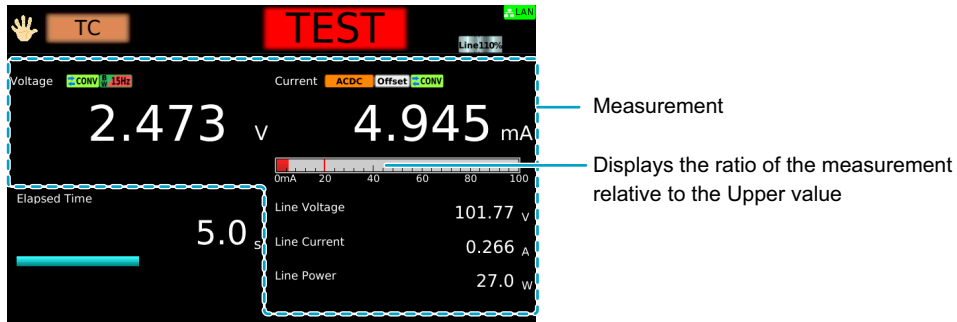 TC
TEST
LAN
Line110%
Voltage CONV BW 15Hz
Current ACDC Offset CONV
2.473 V
4.945 mA
0mA 20 40 60 80 100
Elapsed Time
5.0 s
Line Voltage 101.77 V
Line Current 0.266 A
Line Power 27.0 W
Measurement
Displays the ratio of the measurement
relative to the Upper value